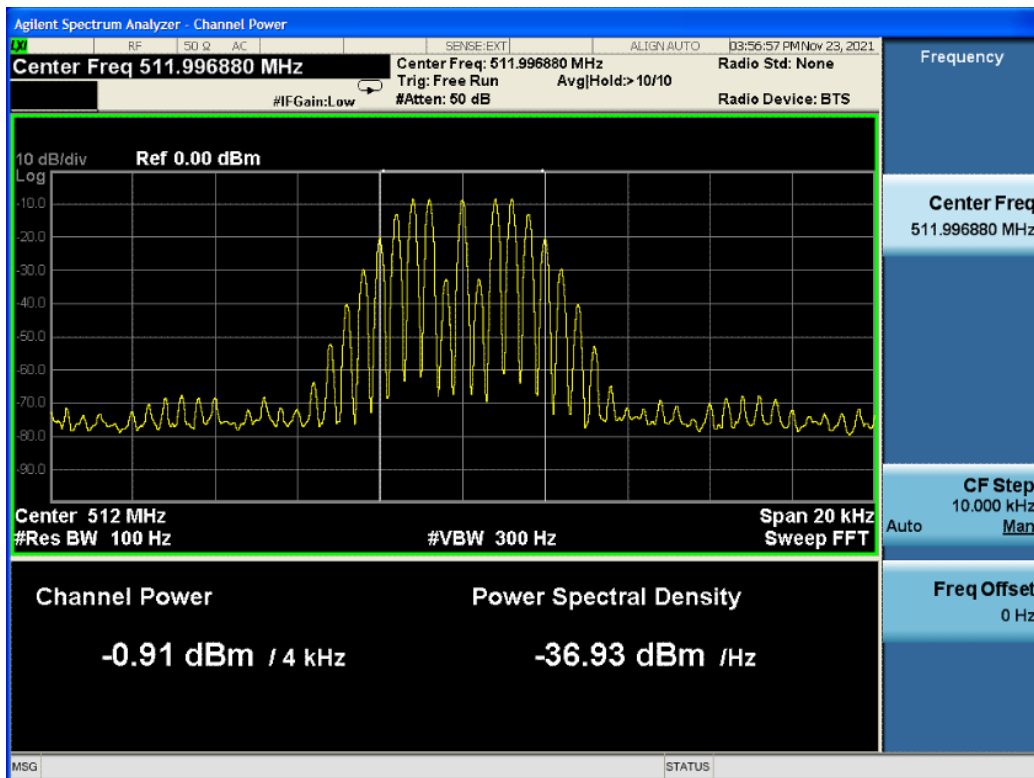 Agilent Spectrum Analyzer - Channel Power
LXI RF 50 Ω AC SENSE:EXT ALIGN AUTO 03:56:57 PM Nov 23, 2021
Center Freq 511.996880 MHz
Center Freq: 511.996880 MHz
Radio Std: None
Trig: Free Run Avg|Hold:> 10/10
#IFGain:Low
#Atten: 50 dB
Radio Device: BTS
10 dB/div Ref 0.00 dBm
Log
-10.0
-20.0
-30.0
-40.0
-50.0
-60.0
-70.0
-80.0
-90.0
Center 512 MHz Span 20 kHz
#Res BW 100 Hz #VBW 300 Hz Sweep FFT
Channel Power Power Spectral Density
-0.91 dBm / 4 kHz -36.93 dBm /Hz
MSG STATUS
Frequency
Center Freq
511.996880 MHz
CF Step
10.000 kHz
Auto Man
Freq Offset
0 Hz